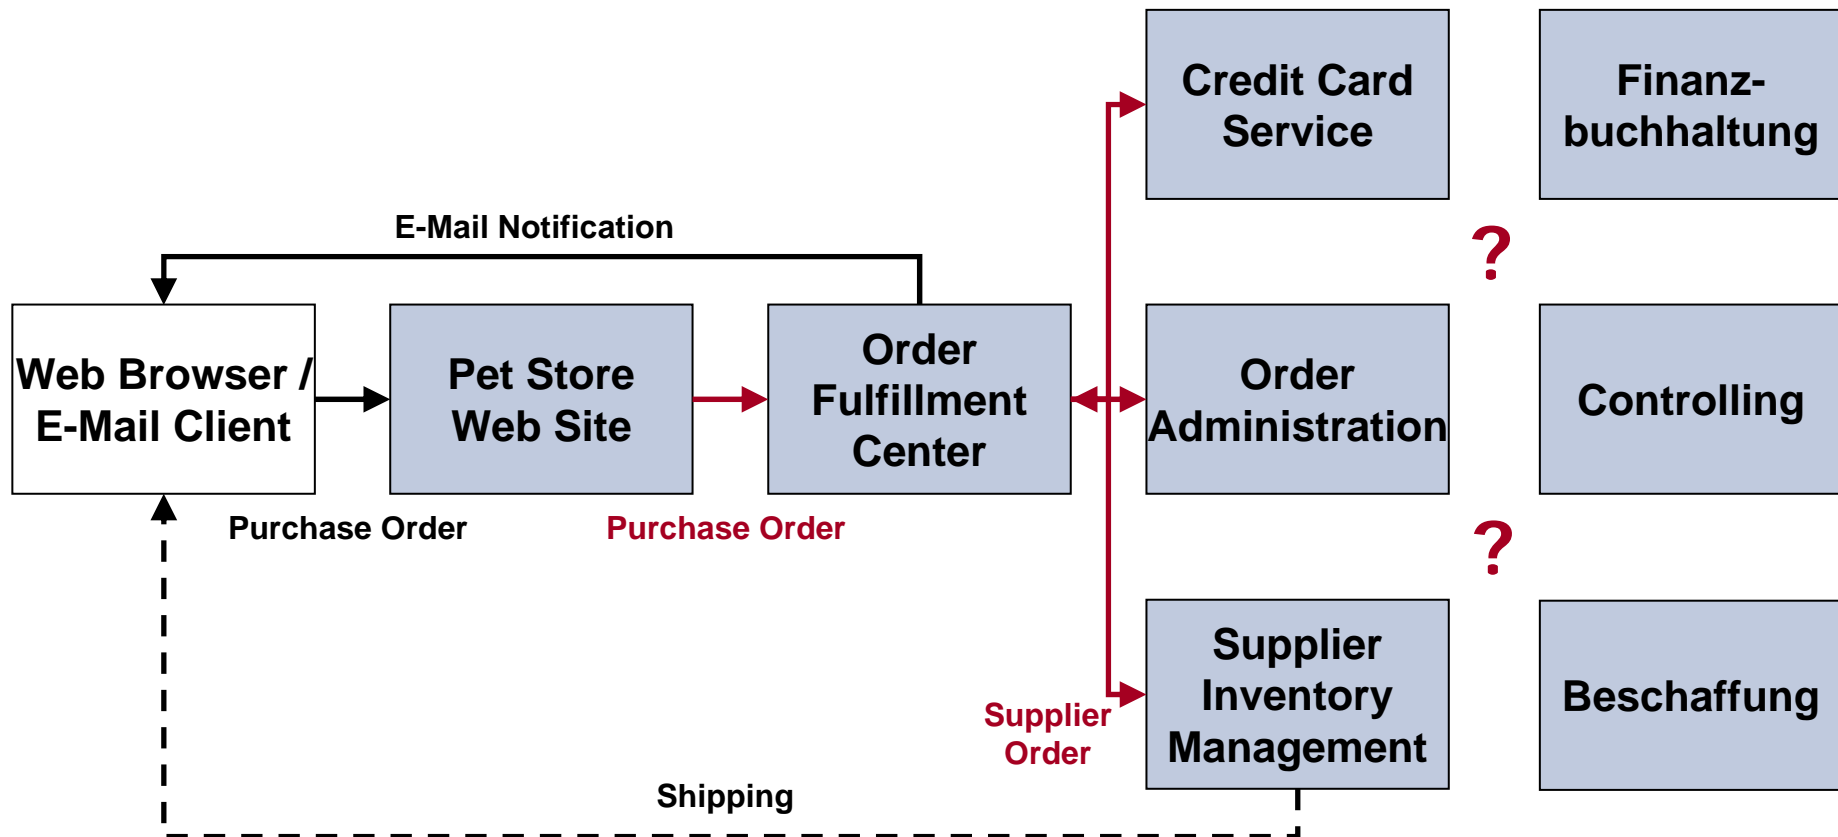 Credit Card
Service
Finanz-
buchhaltung
E-Mail Notification
?
Web Browser /
E-Mail Client
Pet Store
Web Site
Order
Fulfillment
Center
Order
Administration
Controlling
Purchase Order
Purchase Order
?
Supplier
Inventory
Management
Beschaffung
Supplier
Order
Shipping